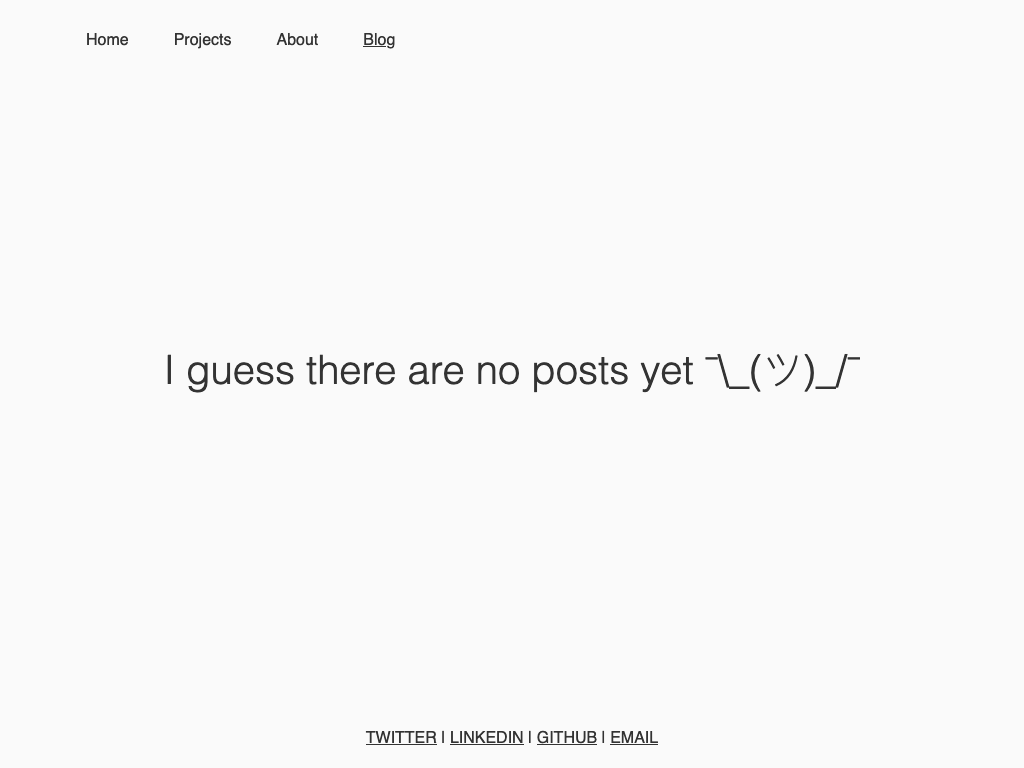 Home Projects About Blog
I guess there are no posts yet ¯\_(ツ)_/¯
TWITTER | LINKEDIN | GITHUB | EMAIL